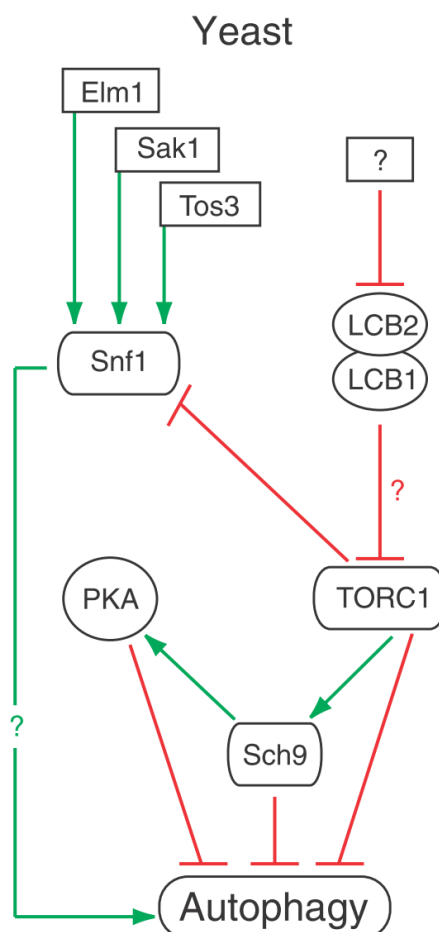 Yeast
Elm1
Sak1
?
Tos3
LCB2
Snf1
LCB1
?
PKA
TORC1
?
Sch9
Autophagy